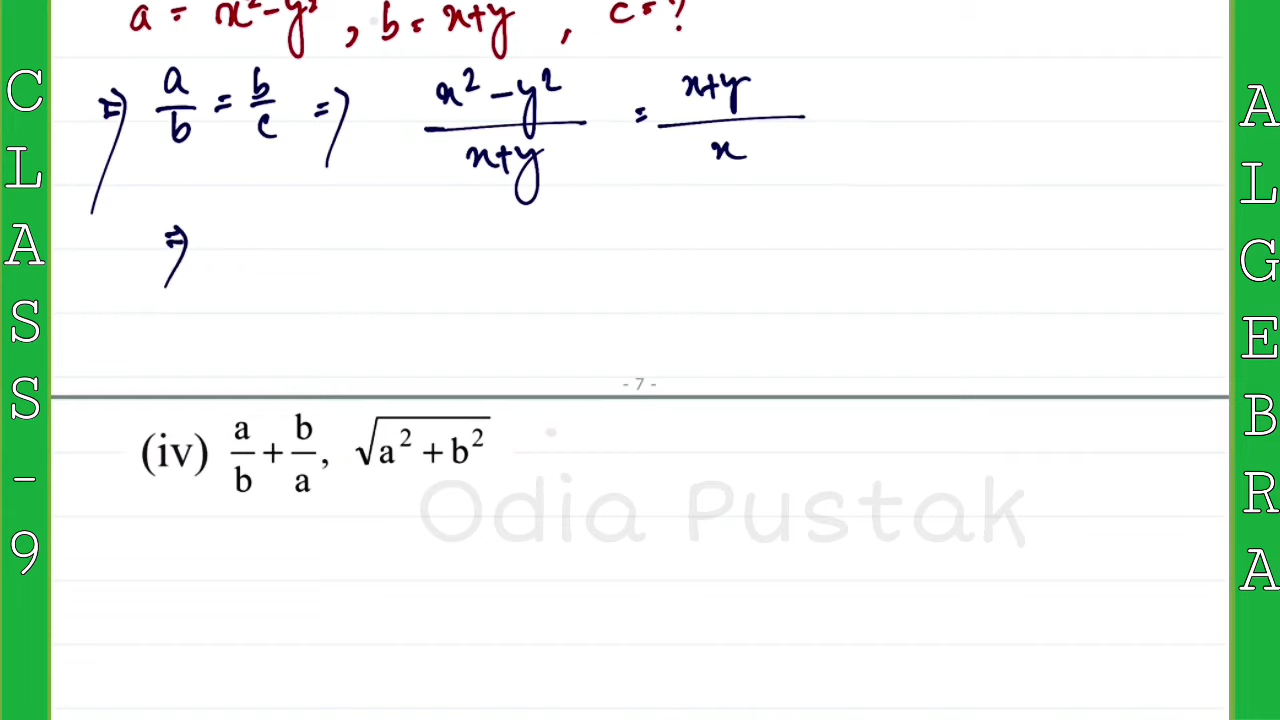 a = x² - y² , b = x+y , c = ?
⇒ a/b = b/c ⇒ x² - y² / x+y = x+y / x
⇒
- 7 -
(iv) a/b + b/a, √a² + b²
Odia Pustak
CLASS-9
ALGEBRA